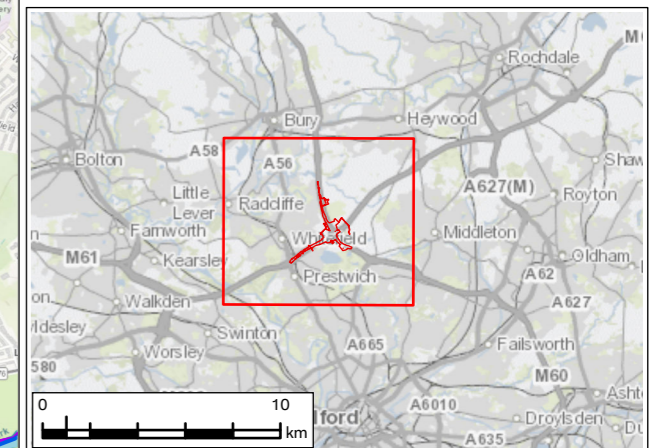 Rochdale
Bury
Heywood
Bolton
A58
A56
A627(M)
Shaw
Little
Lever
Radcliffe
Royton
Farnworth
Whitefield
Middleton
M61
Kearsley
Prestwich
Oldham
A62
Walkden
A627
Swinton
A665
Worsley
Failsworth
580
M60
0 10
km
A6010
Droylsden
A635